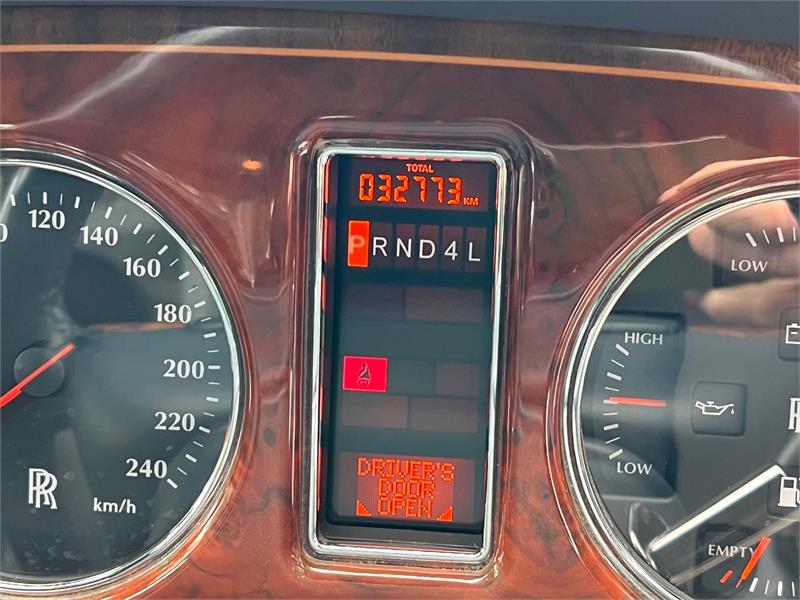 TOTAL
032773 KM
P R N D 4 L
DRIVER'S
DOOR
OPEN
120
140
160
180
200
220
240
RR
km/h
LOW
HIGH
LOW
EMPTY